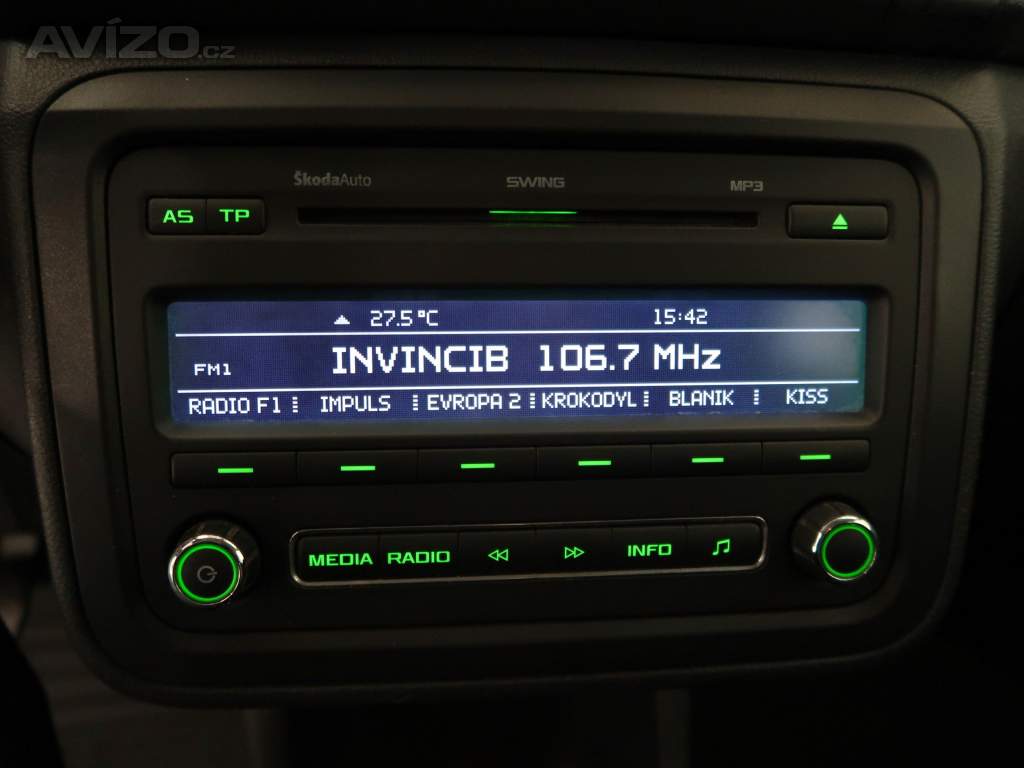 AVÍZO.cz
ŠkodaAuto SWING MP3
AS TP
27.5°C 15:42
FM1 INVINCIB 106.7 MHz
RADIO F1 IMPULS EVROPA 2 KROKODYL BLANIK KISS
MEDIA RADIO INFO